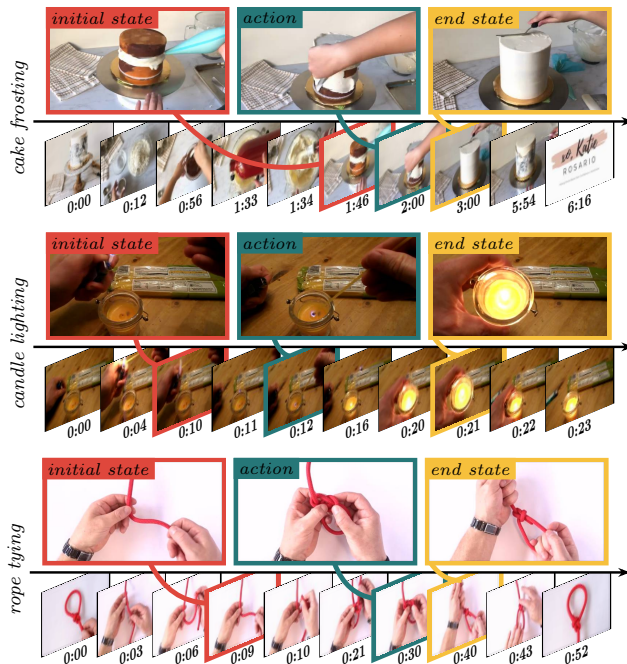 initial state
action
end state
cake frosting
0:00
0:12
0:56
1:33
1:34
1:46
2:00
3:00
5:54
6:16
xo, Katie
ROSARIO
initial state
action
end state
candle lighting
0:00
0:04
0:10
0:11
0:12
0:16
0:20
0:21
0:22
0:23
initial state
action
end state
rope tying
0:00
0:03
0:06
0:09
0:10
0:21
0:30
0:40
0:43
0:52